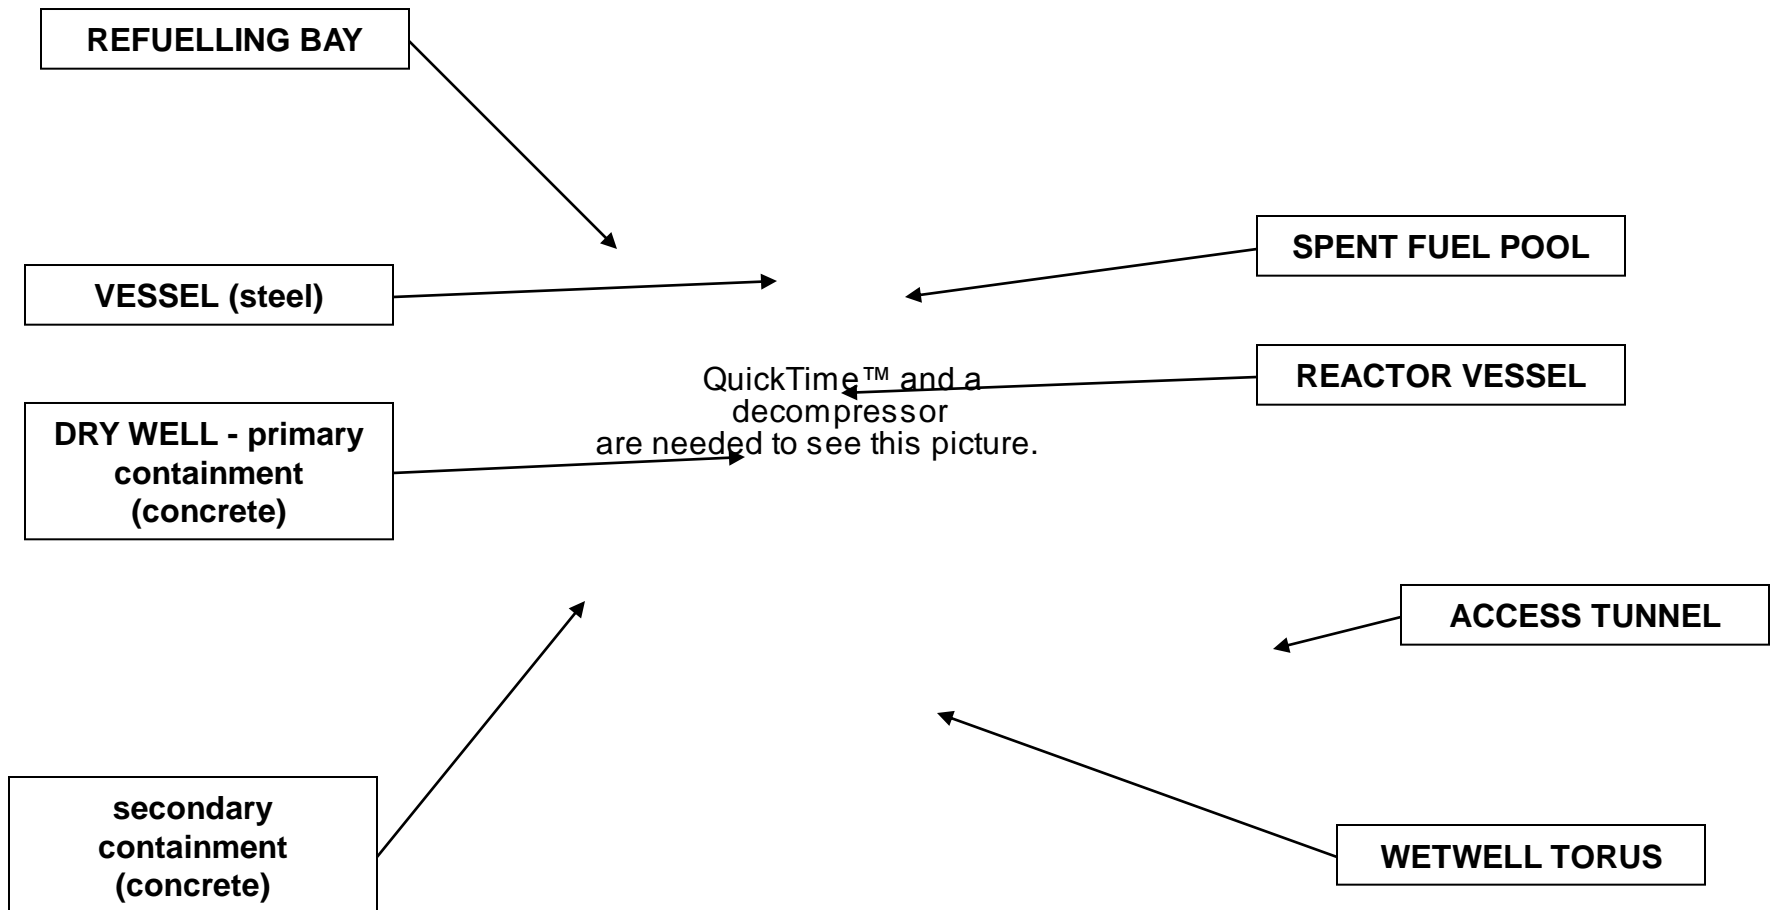 REFUELLING BAY
SPENT FUEL POOL
VESSEL (steel)
REACTOR VESSEL
QuickTime™ and a
decompressor
are needed to see this picture.
DRY WELL - primary
containment
(concrete)
ACCESS TUNNEL
secondary
containment
(concrete)
WETWELL TORUS